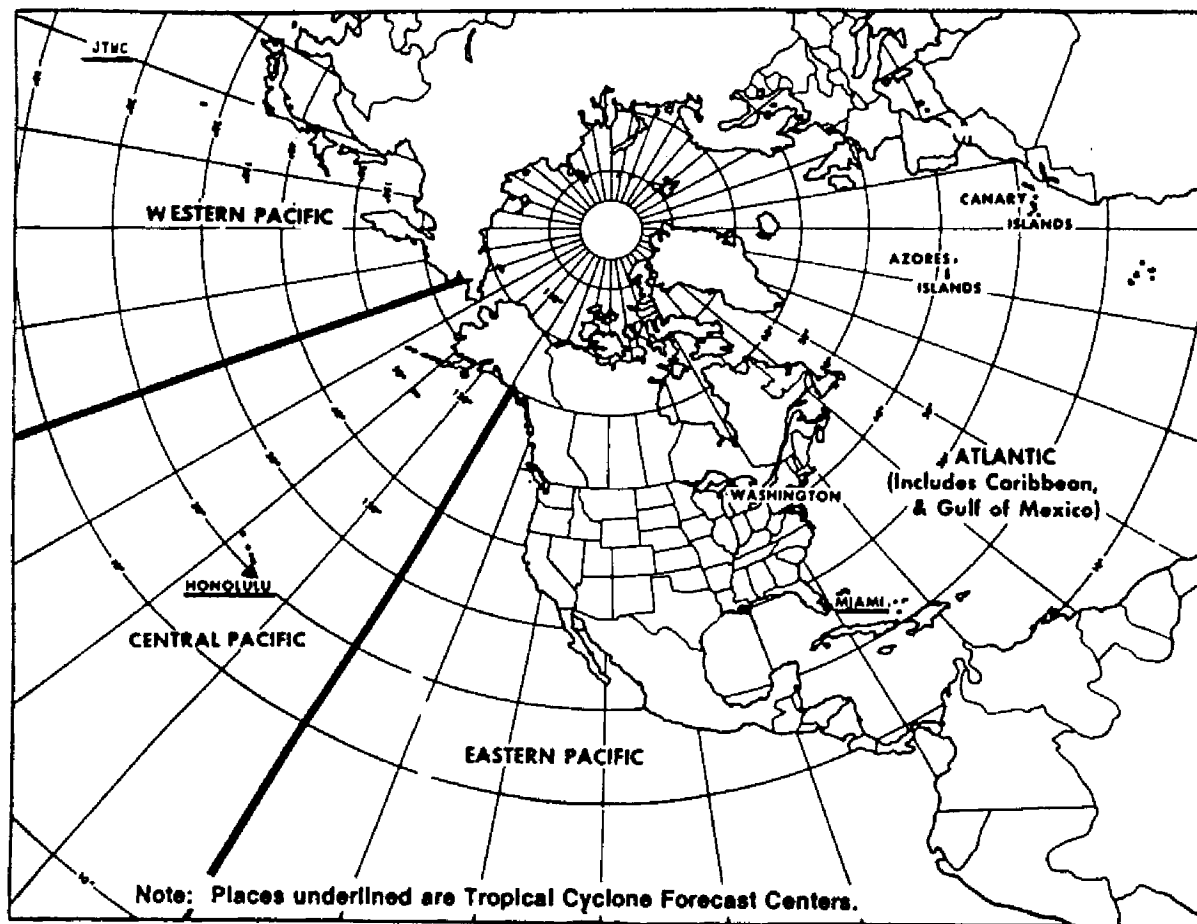 JTWC
WESTERN PACIFIC
CANARY
ISLANDS
AZORES
ISLANDS
ATLANTIC
(Includes Caribbean,
& Gulf of Mexico)
WASHINGTON
HONOLULU
MIAMI
CENTRAL PACIFIC
EASTERN PACIFIC
Note: Places underlined are Tropical Cyclone Forecast Centers.